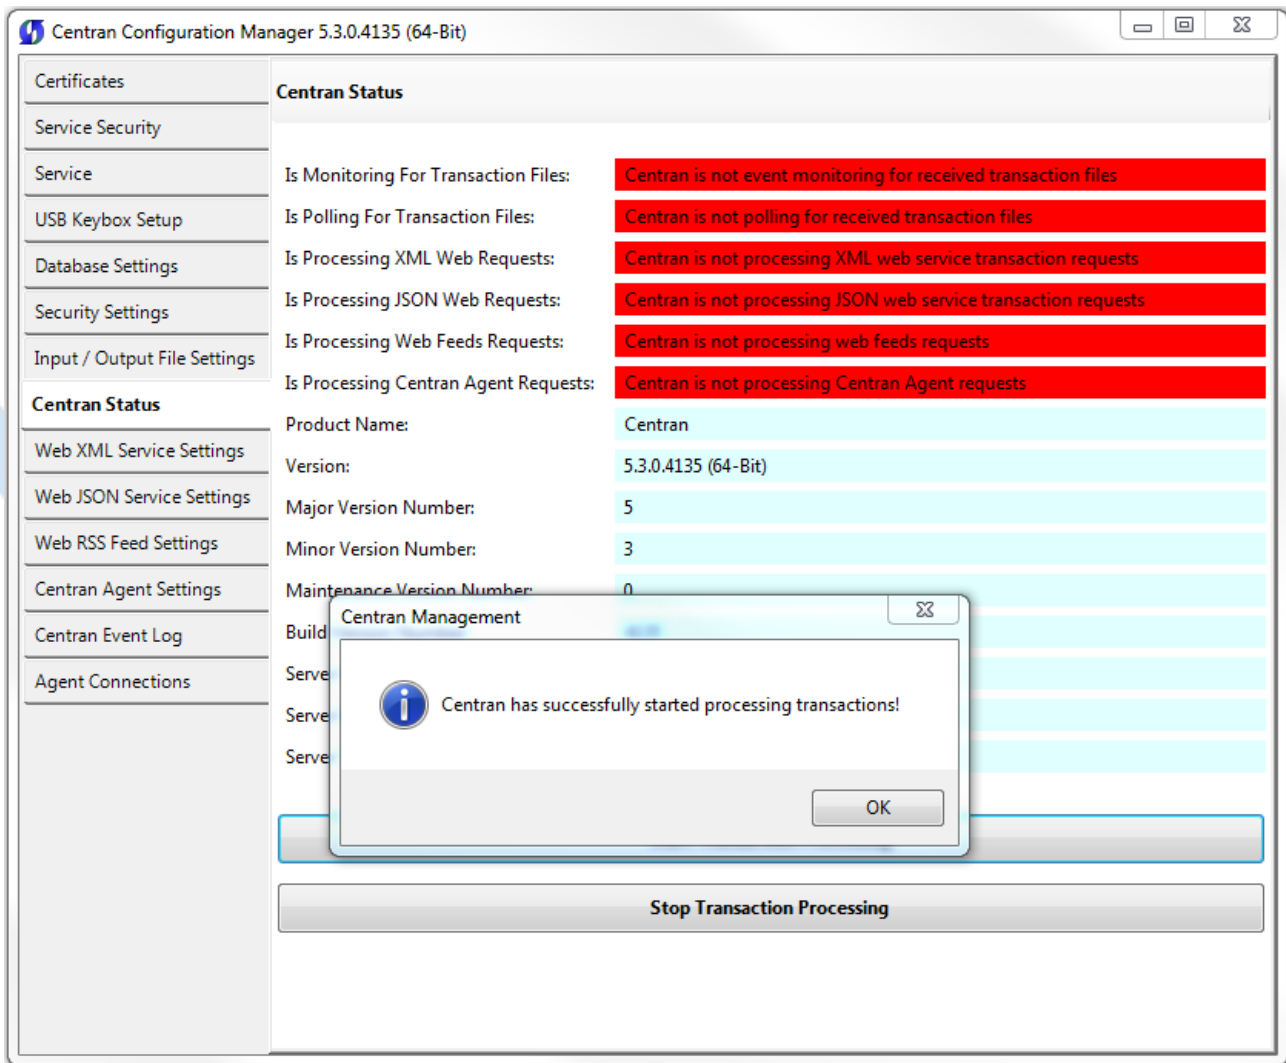 Centran Configuration Manager 5.3.0.4135 (64-Bit)
Certificates
Service Security
Service
USB Keybox Setup
Database Settings
Security Settings
Input / Output File Settings
Centran Status
Web XML Service Settings
Web JSON Service Settings
Web RSS Feed Settings
Centran Agent Settings
Centran Event Log
Agent Connections
Centran Status
Is Monitoring For Transaction Files: Centran is not event monitoring for received transaction files
Is Polling For Transaction Files: Centran is not polling for received transaction files
Is Processing XML Web Requests: Centran is not processing XML web service transaction requests
Is Processing JSON Web Requests: Centran is not processing JSON web service transaction requests
Is Processing Web Feeds Requests: Centran is not processing web feeds requests
Is Processing Centran Agent Requests: Centran is not processing Centran Agent requests
Product Name: Centran
Version: 5.3.0.4135 (64-Bit)
Major Version Number: 5
Minor Version Number: 3
Maintenance Version Number: 0
Build
Serve
Serve
Serve
Centran Management
Centran has successfully started processing transactions!
OK
Stop Transaction Processing